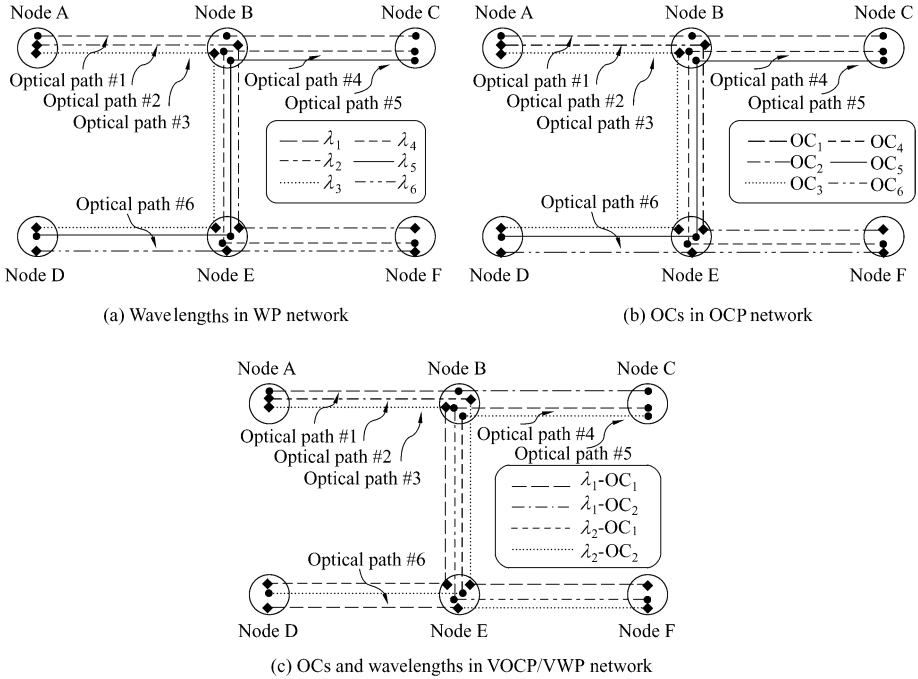 Node A
Node B
Node C
Optical path #1
Optical path #2
Optical path #3
Optical path #4
Optical path #5
λ1
λ2
λ3
λ4
λ5
λ6
Optical path #6
Node D
Node E
Node F
(a) Wavelengths in WP network
Node A
Node B
Node C
Optical path #1
Optical path #2
Optical path #3
Optical path #4
Optical path #5
OC1
OC2
OC3
OC4
OC5
OC6
Optical path #6
Node D
Node E
Node F
(b) OCs in OCP network
Node A
Node B
Node C
Optical path #1
Optical path #2
Optical path #3
Optical path #4
Optical path #5
λ1-OC1
λ1-OC2
λ2-OC1
λ2-OC2
Optical path #6
Node D
Node E
Node F
(c) OCs and wavelengths in VOCP/VWP network